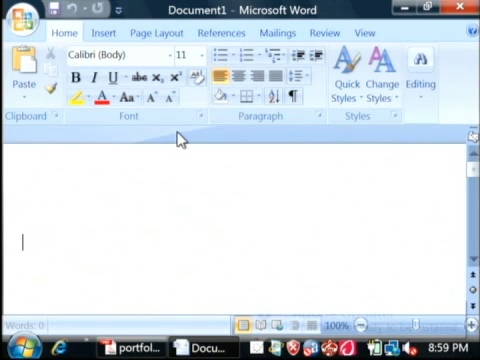 Document1 - Microsoft Word
Home Insert Page Layout References Mailings Review View
Calibri (Body) 11
Paste
B I U abc x₂ x²
A Aa A A
Quick Styles Change Styles Editing
Clipboard Font Paragraph Styles
Words: 0 100%
portfol... Docu... 8:59 PM